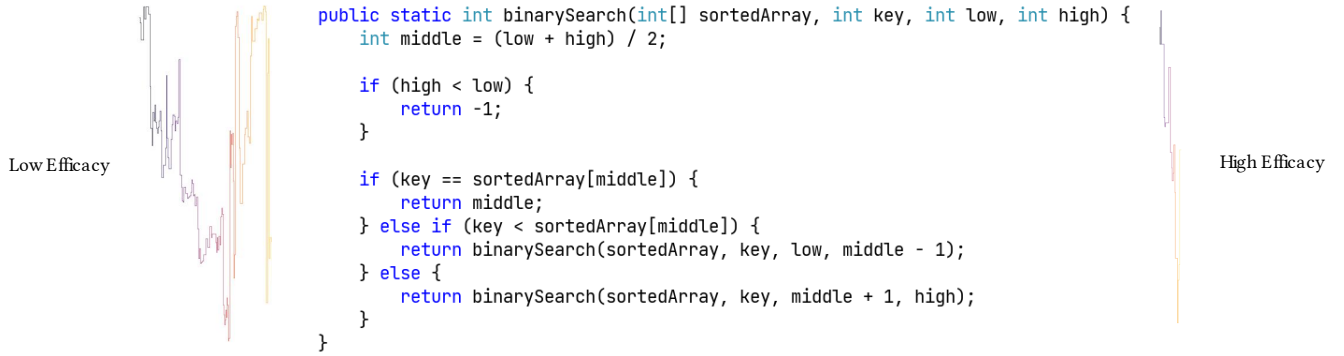 public static int binarySearch(int[] sortedArray, int key, int low, int high) {
    int middle = (low + high) / 2;

    if (high < low) {
        return -1;
    }

    if (key == sortedArray[middle]) {
        return middle;
    } else if (key < sortedArray[middle]) {
        return binarySearch(sortedArray, key, low, middle - 1);
    } else {
        return binarySearch(sortedArray, key, middle + 1, high);
    }
}
Low Efficacy
High Efficacy